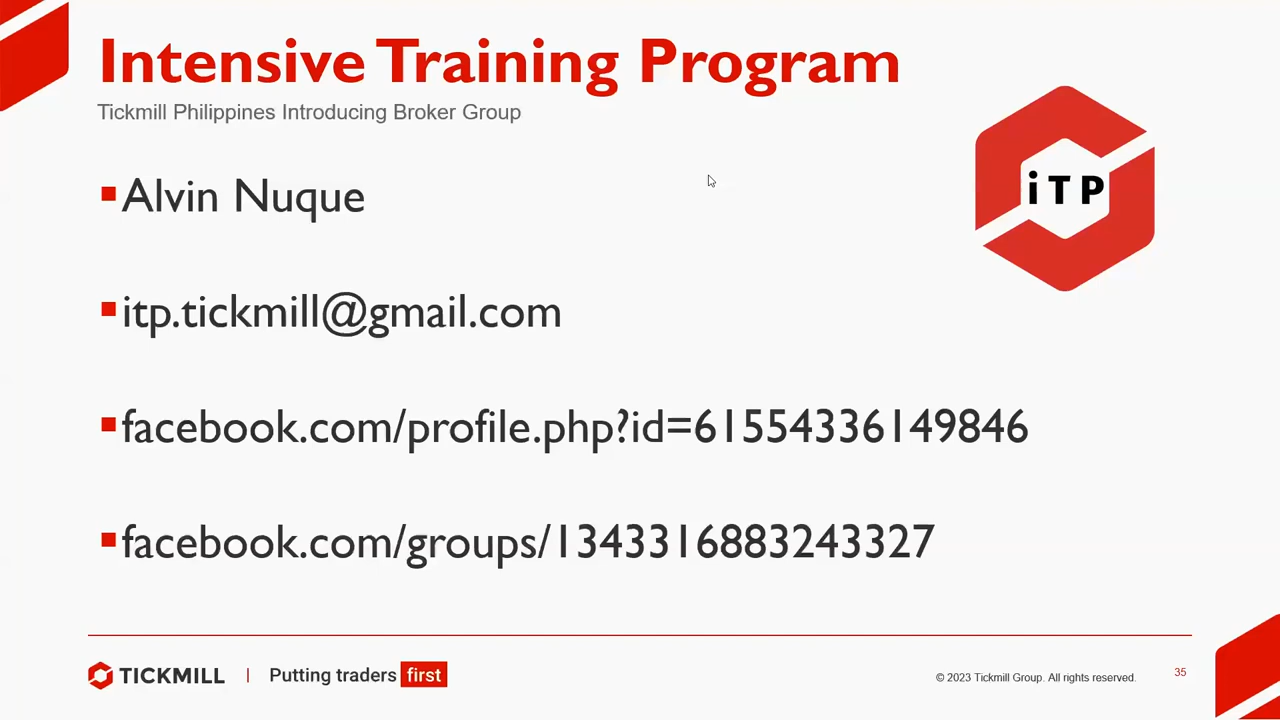 Intensive Training Program
Tickmill Philippines Introducing Broker Group
iTP
Alvin Nuque
itp.tickmill@gmail.com
facebook.com/profile.php?id=61554336149846
facebook.com/groups/1343316883243327
TICKMILL | Putting traders first
© 2023 Tickmill Group. All rights reserved.
35